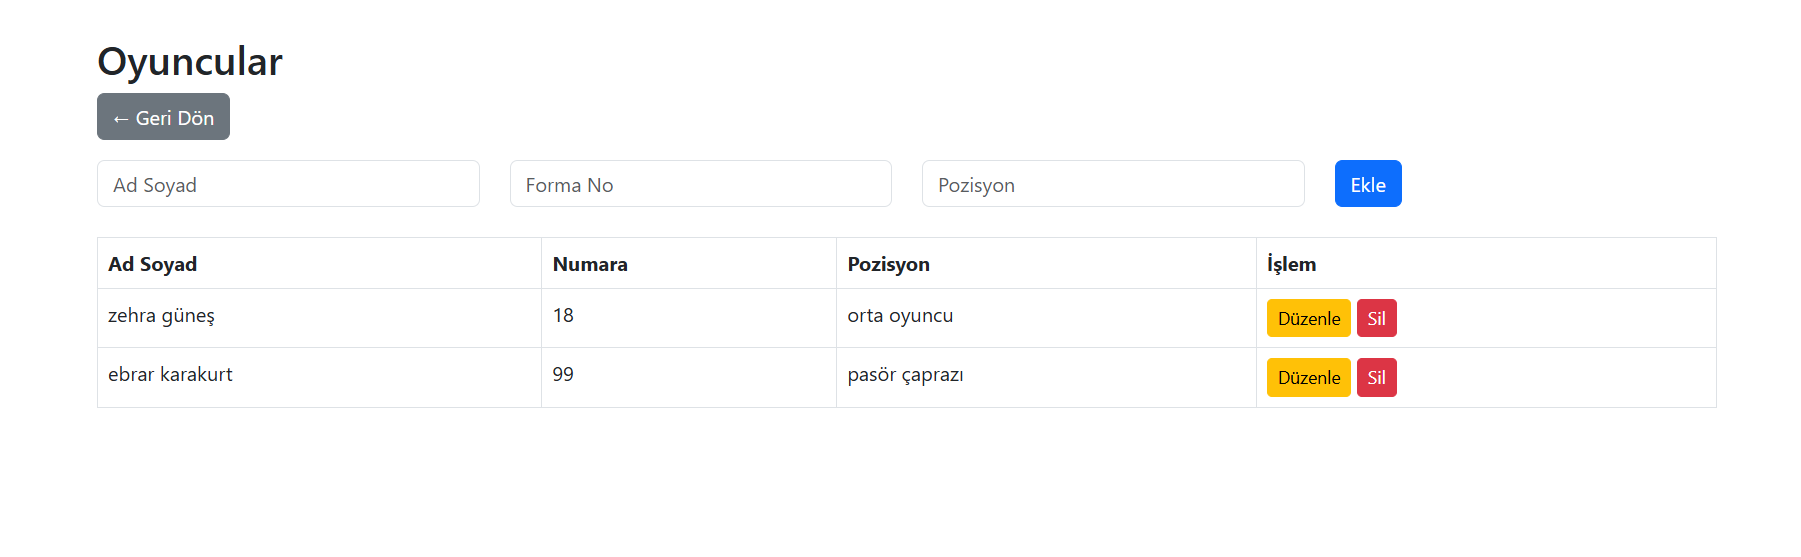 Oyuncular
← Geri Dön
Ad Soyad Forma No Pozisyon Ekle
Ad Soyad Numara Pozisyon İşlem
zehra güneş 18 orta oyuncu Düzenle Sil
ebrar karakurt 99 pasör çaprazı Düzenle Sil